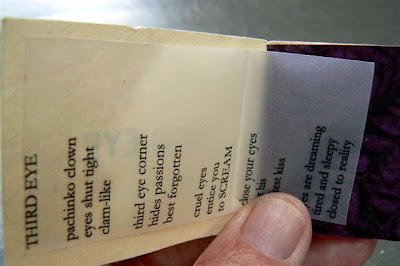 THIRD EYE
pachinko clown
eyes shut tight
clam-like
third eye corner
hides passions
best forgotten
cruel eyes
entice you
to SCREAM
close your eyes
his
kiss
are dreaming
tired and sleepy
closed to reality